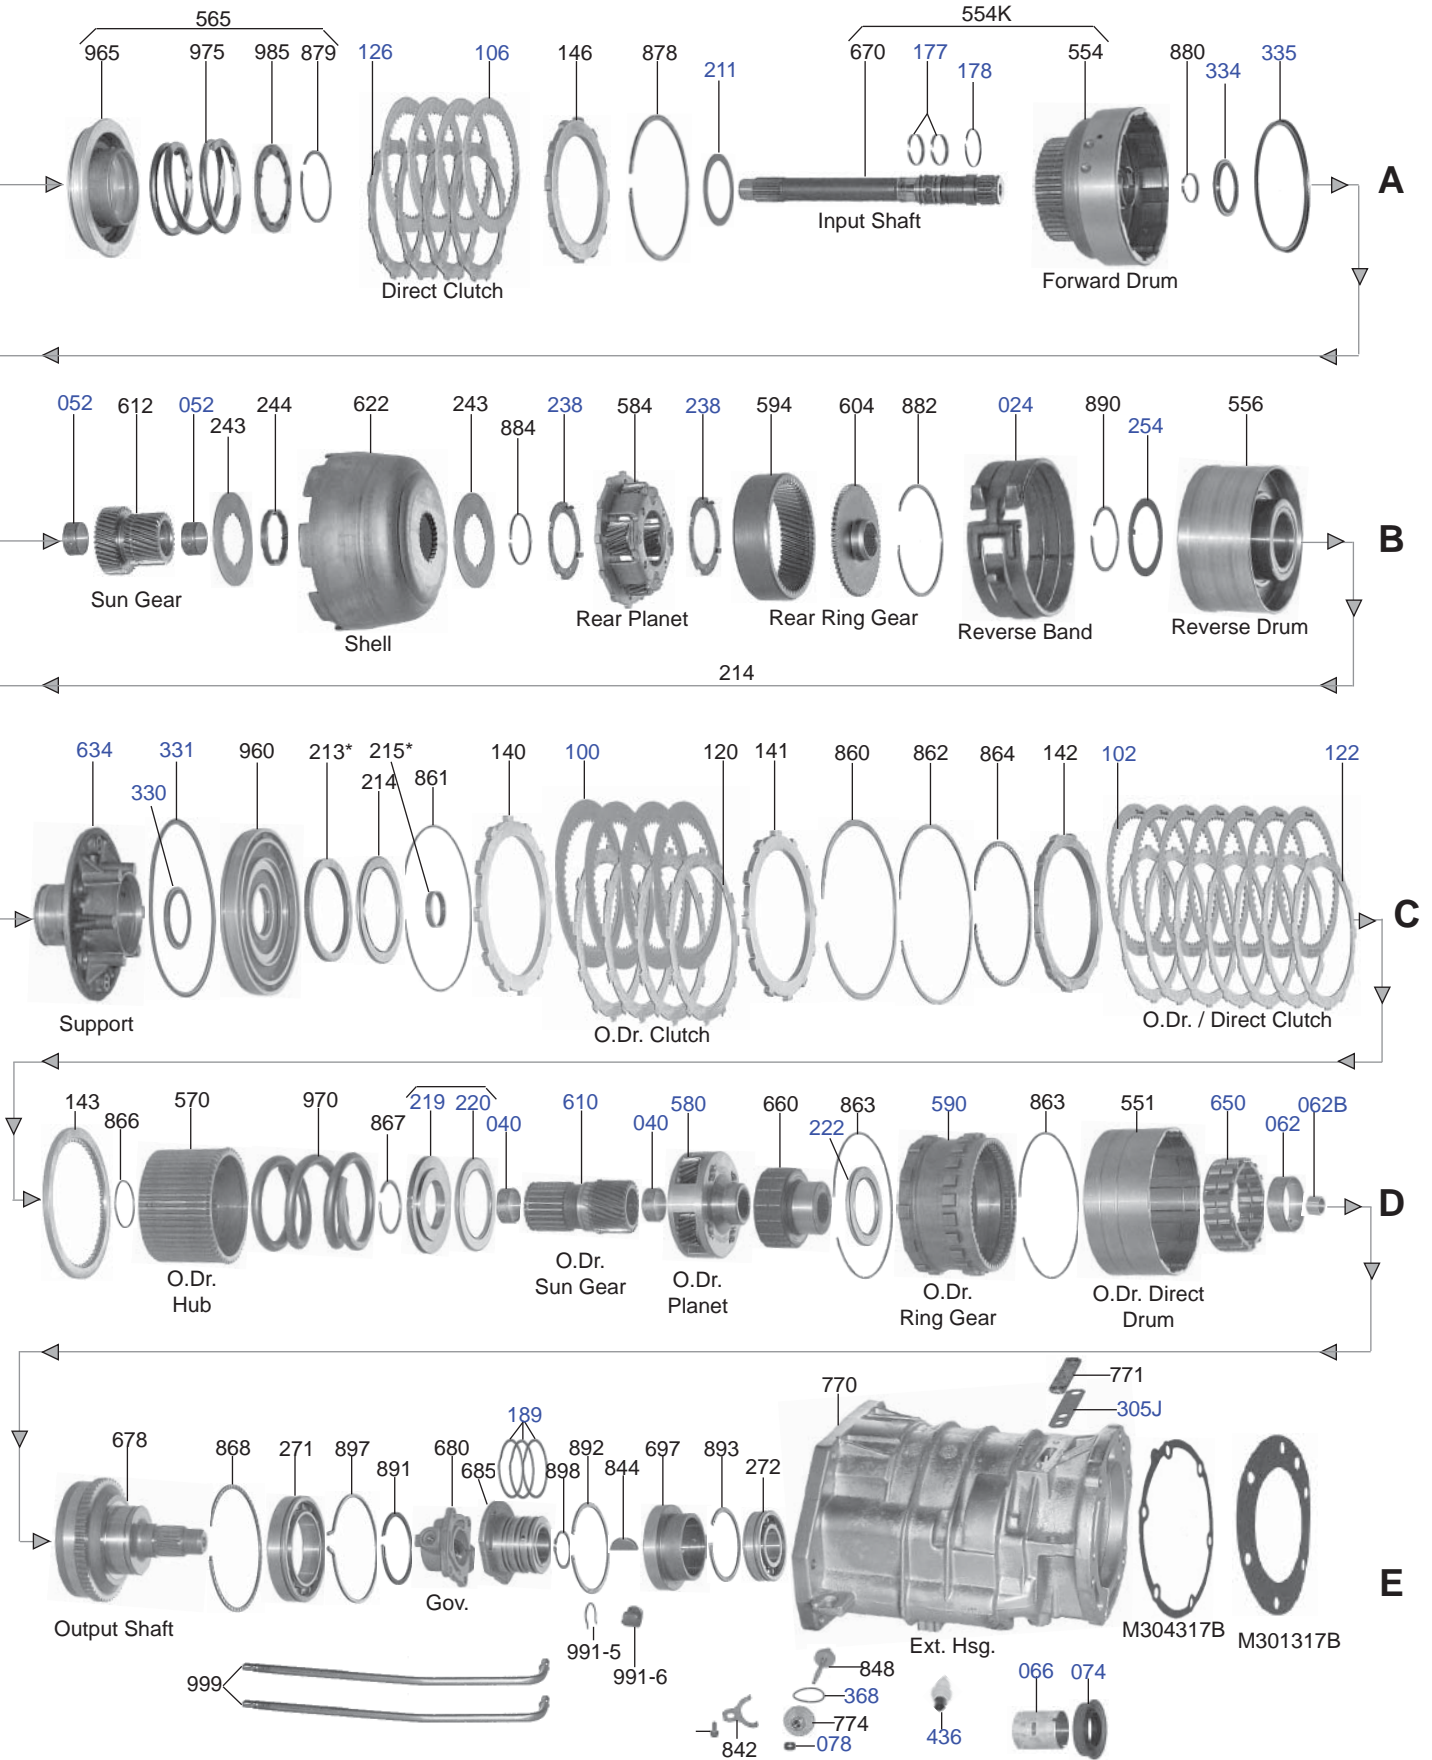 565
554K
965 975 985 879 126 106 146 878 211 670 177 178 554 880 334 335
A
Input Shaft
Forward Drum
Direct Clutch
052 612 052 243 244 622 243 884 238 584 238 594 604 882 024 890 254 556
B
Sun Gear
Shell
Rear Planet
Rear Ring Gear
Reverse Band
Reverse Drum
214
634 330 331 960 213* 215* 214 861 140 100 120 141 860 862 864 142 102 122
C
Support
O.Dr. Clutch
O.Dr. / Direct Clutch
143 866 570 970 867 219 220 040 610 040 580 660 222 863 590 863 551 650 062 062B
D
O.Dr.
Hub
O.Dr.
Sun Gear
O.Dr.
Planet
O.Dr.
Ring Gear
O.Dr. Direct
Drum
771
305J
770
678 868 271 897 891 680 685 189 898 892 844 697 893 272
E
Output Shaft
Gov.
Ext. Hsg.
M304317B
M301317B
991-5
991-6
999
848
368
774
078
842
436
066
074